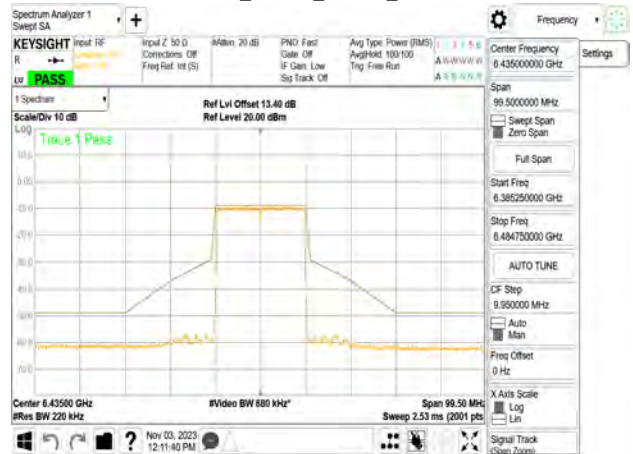 Spectrum Analyzer 1
Swept SA
Frequency
KEYSIGHT Input: RF
R
LV PASS
Input Z: 50 Ω
Corrections: Off
Freq Ref: Int (S)
#Atten: 20 dB
PNO: Fast
Gate: Off
IF Gain: Low
Sig Track: Off
Avg Type: Power (RMS)
Avg|Hold: 100/100
Trig: Free Run
Center Frequency
6.435000000 GHz
Settings
Span
99.5000000 MHz
Swept Span
Zero Span
Full Span
Start Freq
6.385250000 GHz
Stop Freq
6.484750000 GHz
AUTO TUNE
CF Step
9.950000 MHz
Auto
Man
Freq Offset
0 Hz
X Axis Scale
Log
Lin
Signal Track
(Span Zoom)
1 Spectrum
Scale/Div 10 dB
Ref Lvl Offset 13.40 dB
Ref Level 20.00 dBm
Log
Trace 1 Pass
10.0
0.00
Center 6.43500 GHz
#Res BW 220 kHz
#Video BW 680 kHz*
Span 99.50 MHz
Sweep 2.53 ms (2001 pts
?
Nov 03, 2023
12:11:40 PM